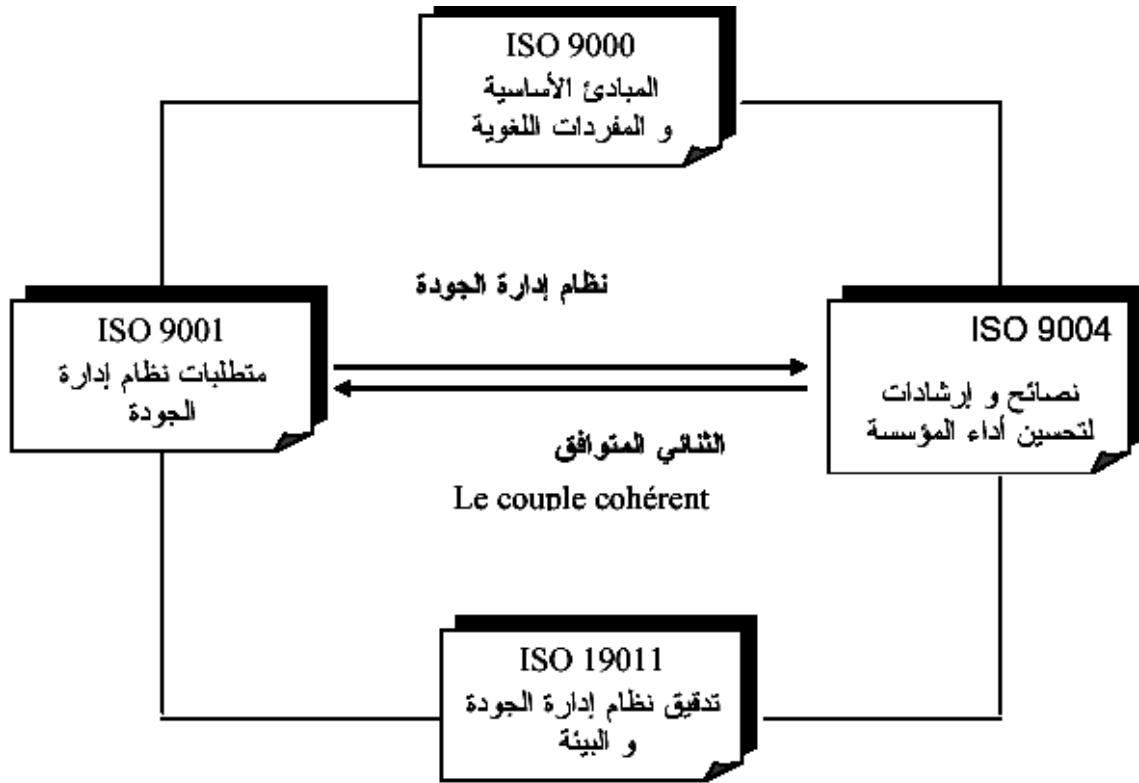 ISO 9000
المبادئ الأساسية
و المفردات اللغوية
نظام إدارة الجودة
ISO 9001
متطلبات نظام إدارة
الجودة
ISO 9004
نصائح و إرشادات
لتحسين أداء المؤسسة
الثنائي المتوافق
Le couple cohérent
ISO 19011
تدقيق نظام إدارة الجودة
و البيئة